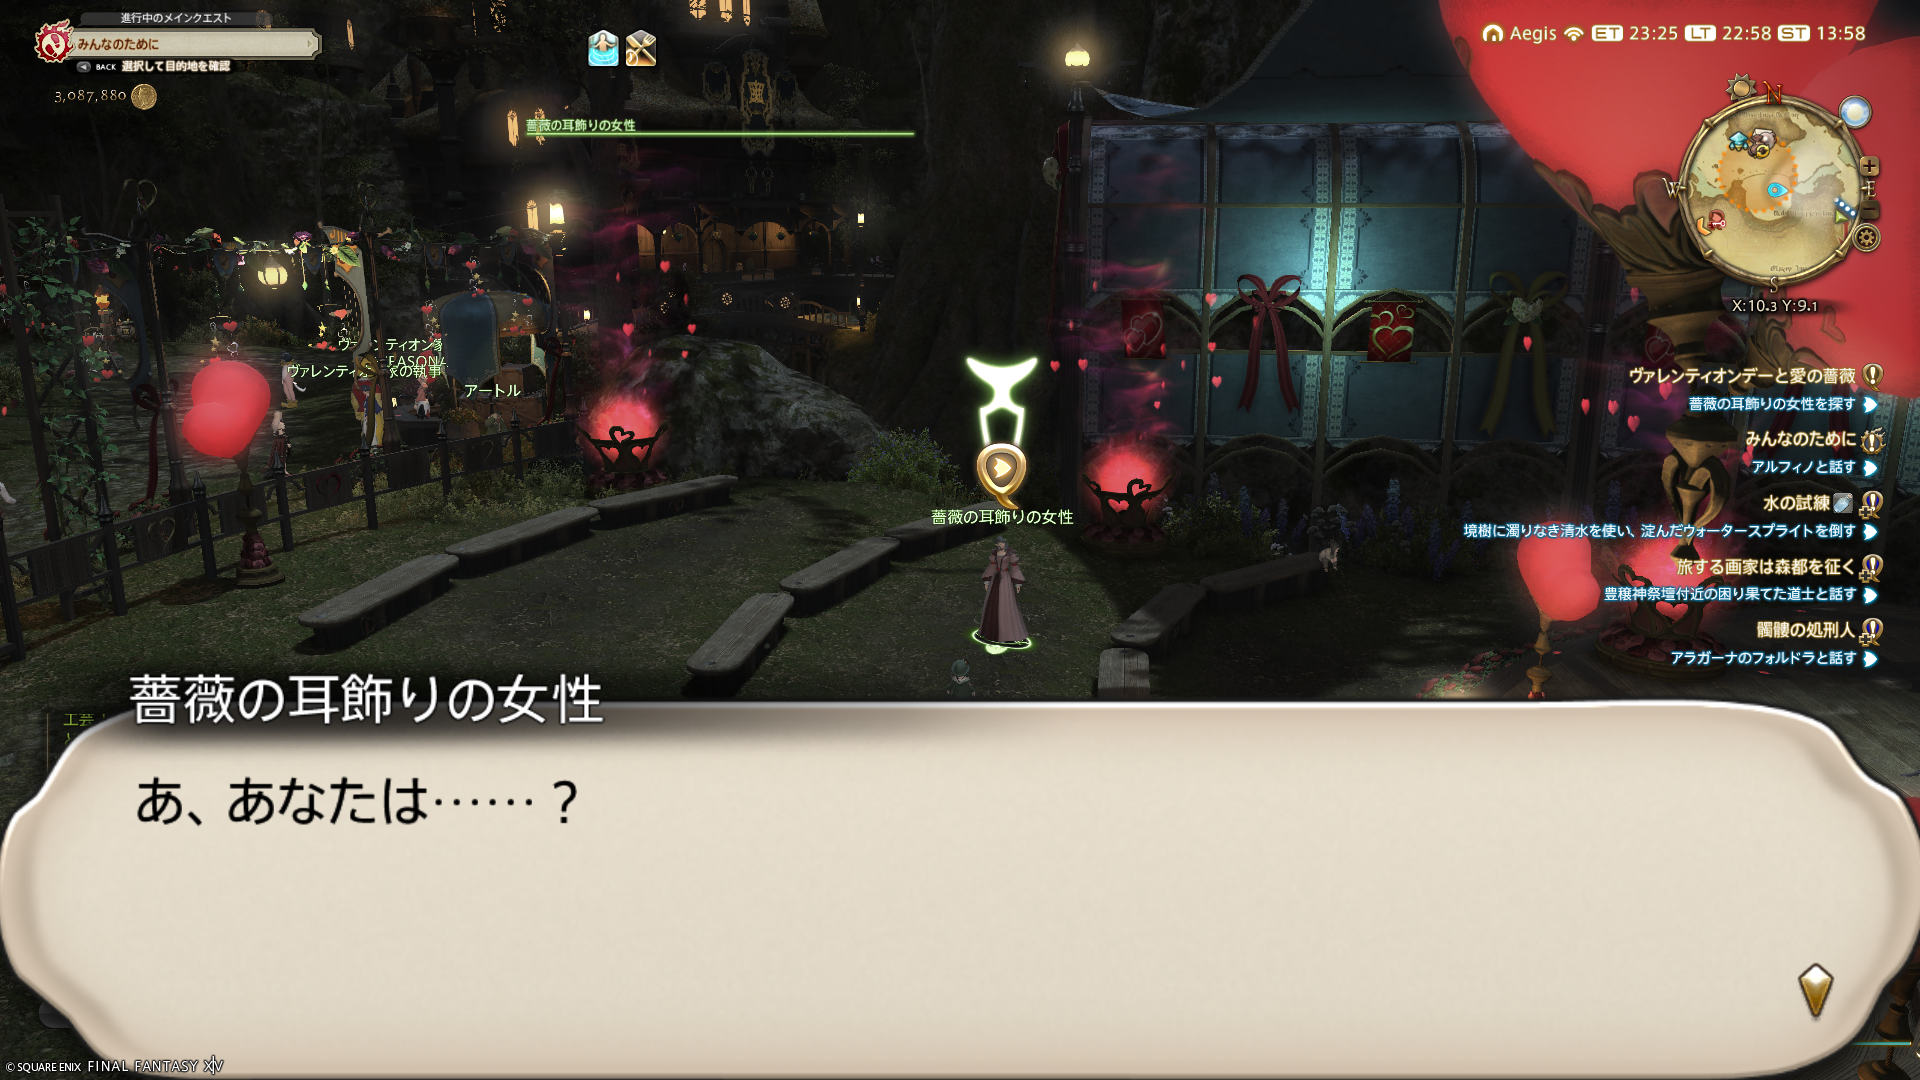 進行中のメインクエスト
みんなのために
BACK 選択して目的地を確認
3,087,880
薔薇の耳飾りの女性
Aegis ET 23:25 LT 22:58 ST 13:58
N
W
E
S
X:10.3 Y:9.1
ヴァレンティオンデーと愛の薔薇
薔薇の耳飾りの女性を探す
みんなのために
アルフィノと話す
水の試練
境樹に濁りなき清水を使い、淀んだウォータースプライトを倒す
旅する画家は森都を征く
豊穣神祭壇付近の困り果てた道士と話す
髑髏の処刑人
アラガーナのフォルドラと話す
アートル
薔薇の耳飾りの女性
工芸
薔薇の耳飾りの女性
あ、あなたは……？
© SQUARE ENIX FINAL FANTASY XIV